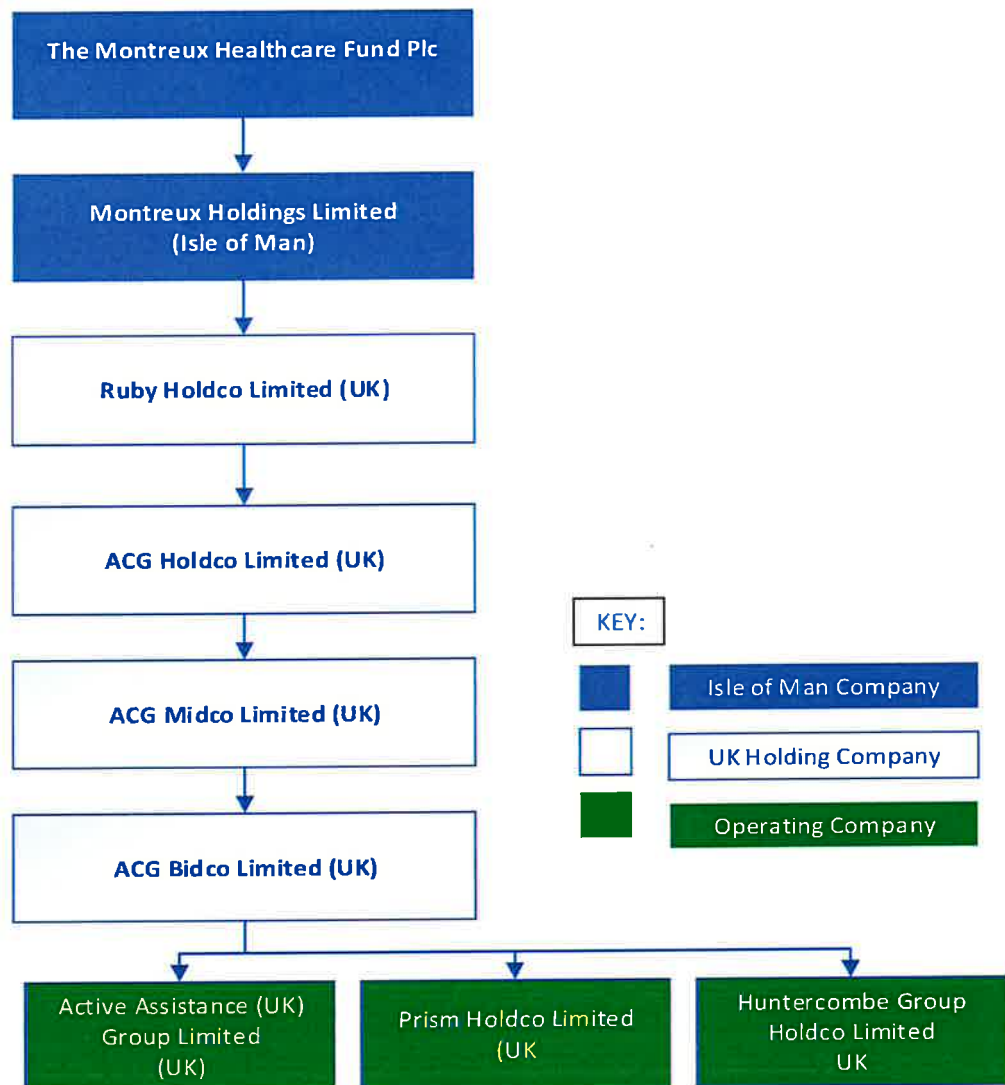 The Montreux Healthcare Fund Plc
Montreux Holdings Limited
(Isle of Man)
Ruby Holdco Limited (UK)
ACG Holdco Limited (UK)
ACG Midco Limited (UK)
ACG Bidco Limited (UK)
KEY:
Isle of Man Company
UK Holding Company
Operating Company
Active Assistance (UK)
Group Limited
(UK)
Prism Holdco Limited
(UK
Huntercombe Group
Holdco Limited
UK